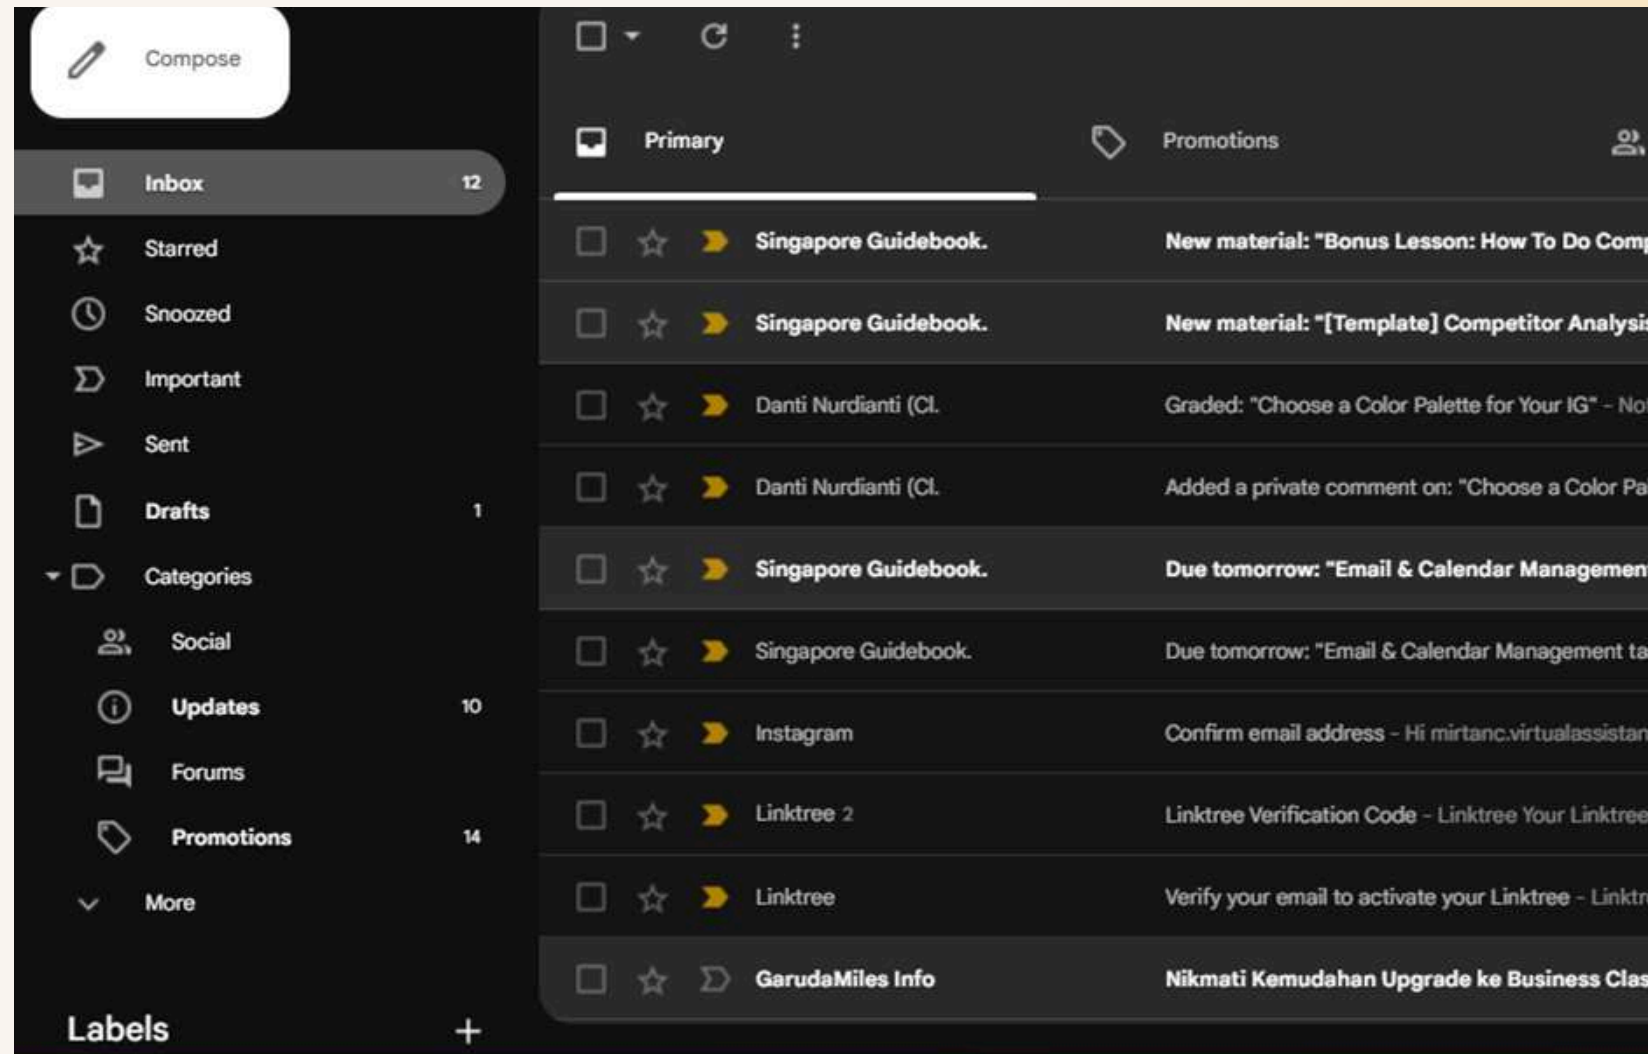 Compose
Inbox 12
Starred
Snoozed
Important
Sent
Drafts 1
Categories
Social
Updates 10
Forums
Promotions 14
More
Labels +
Primary Promotions
Singapore Guidebook. New material: "Bonus Lesson: How To Do Comp
Singapore Guidebook. New material: "[Template] Competitor Analysis
Danti Nurdianti (Cl. Graded: "Choose a Color Palette for Your IG" - No
Danti Nurdianti (Cl. Added a private comment on: "Choose a Color Pa
Singapore Guidebook. Due tomorrow: "Email & Calendar Management
Singapore Guidebook. Due tomorrow: "Email & Calendar Management ta
Instagram Confirm email address - Hi mirtanc.virtualassistan
Linktree 2 Linktree Verification Code - Linktree Your Linktree
Linktree Verify your email to activate your Linktree - Linktr
GarudaMiles Info Nikmati Kemudahan Upgrade ke Business Clas